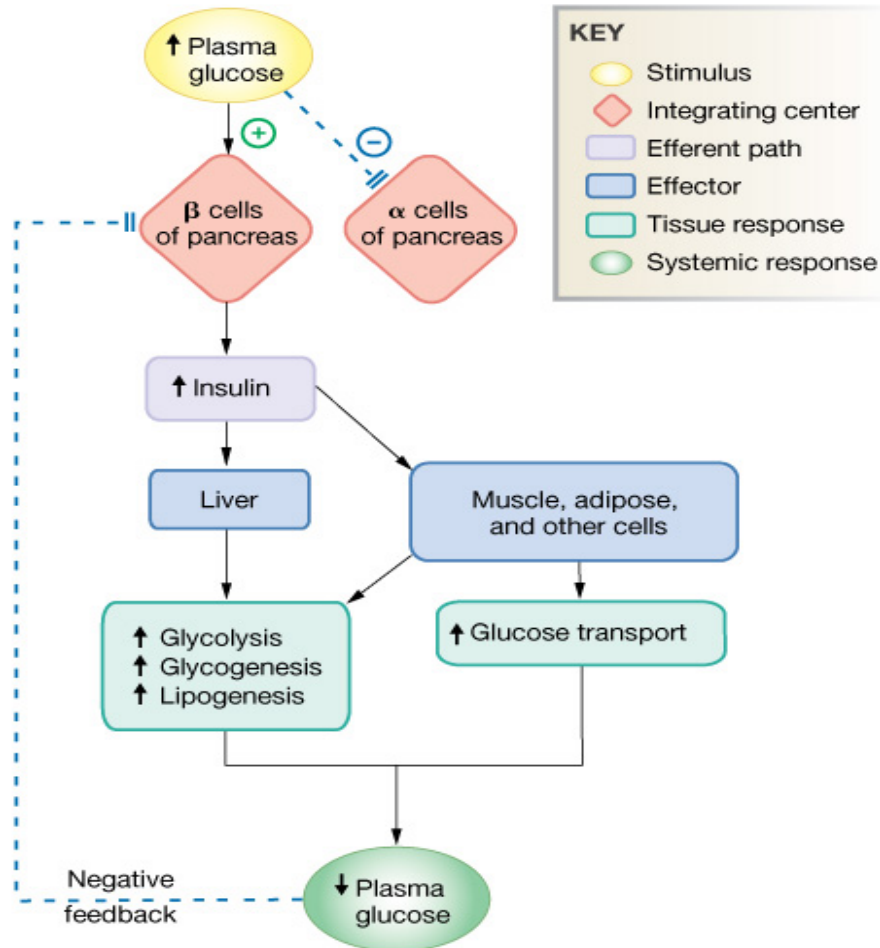 ↑ Plasma
glucose
+
−
β cells
of pancreas
α cells
of pancreas
↑ Insulin
Liver
Muscle, adipose,
and other cells
↑ Glycolysis
↑ Glycogenesis
↑ Lipogenesis
↑ Glucose transport
Negative
feedback
↓ Plasma
glucose
KEY
Stimulus
Integrating center
Efferent path
Effector
Tissue response
Systemic response